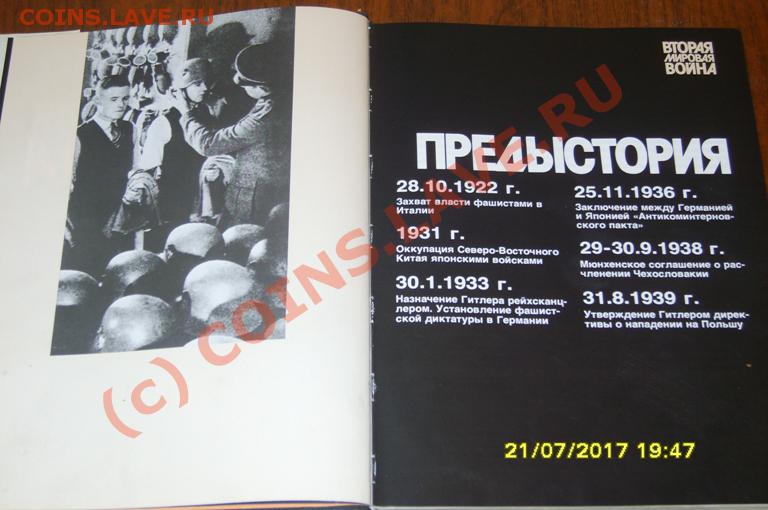 COINS.LAVE.RU
(c) COINS.LAVE.RU
ВТОРАЯ
МИРОВАЯ
ВОЙНА
ПРЕДЫСТОРИЯ
28.10.1922 г.
Захват власти фашистами в
Италии
1931 г.
Оккупация Северо-Восточного
Китая японскими войсками
30.1.1933 г.
Назначение Гитлера рейхсканц-
лером. Установление фашист-
ской диктатуры в Германии
25.11.1936 г.
Заключение между Германией
и Японией «Антикоминтернов-
ского пакта»
29-30.9.1938 г.
Мюнхенское соглашение о рас-
членении Чехословакии
31.8.1939 г.
Утверждение Гитлером дирек-
тивы о нападении на Польшу
21/07/2017 19:47
COINS.LAVE.RU